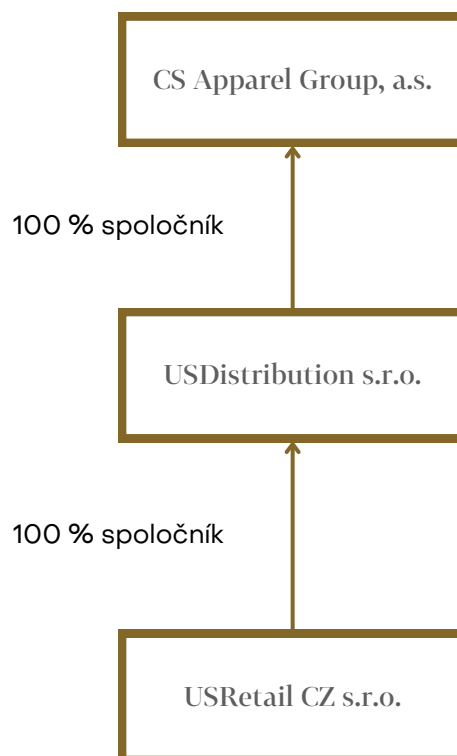 CS Apparel Group, a.s.
100 % spoločník
USDistribution s.r.o.
100 % spoločník
USRetail CZ s.r.o.